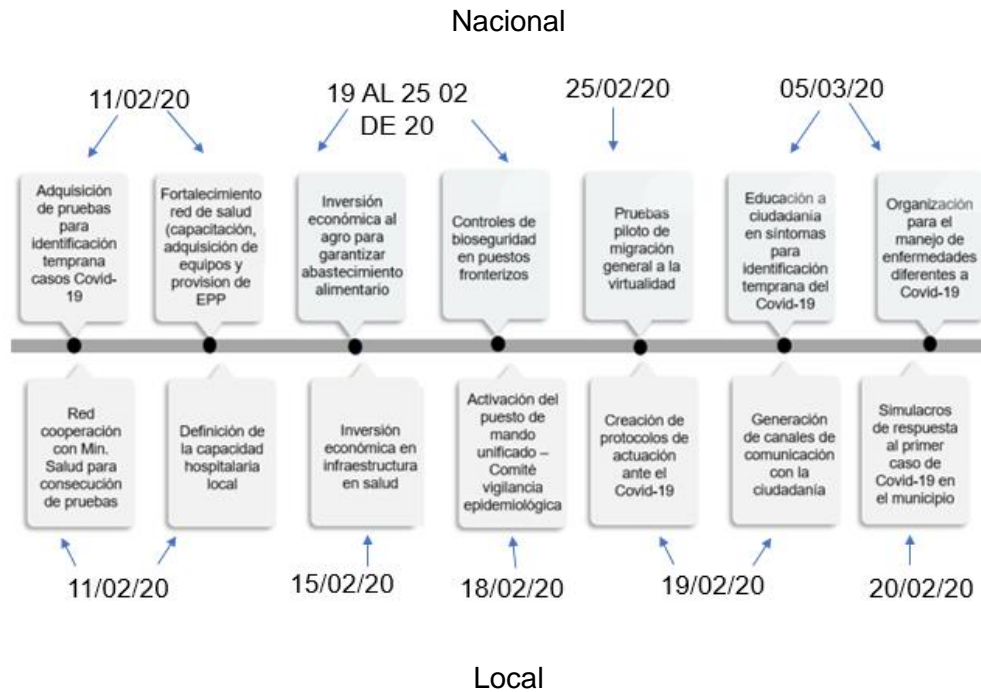 Nacional
11/02/20
19 AL 25 02
DE 20
25/02/20
05/03/20
Adquisición
de pruebas
para
identificación
temprana
casos Covid-
19
Fortalecimiento
red de salud
(capacitación,
adquisición de
equipos y
provision de
EPP
Inversión
económica al
agro para
garantizar
abastecimiento
alimentario
Controles de
bioseguridad
en puestos
fronterizos
Pruebas
piloto de
migración
general a la
virtualidad
Educación a
ciudadanía
en síntomas
para
identificación
temprana del
Covid-19
Organización
para el
manejo de
enfermedades
diferentes a
Covid-19
Red
cooperación
con Min.
Salud para
consecución
de pruebas
Definición de
la capacidad
hospitalaria
local
Inversión
económica en
infraestructura
en salud
Activación del
puesto de
mando
unificado –
Comité
vigilancia
epidemiológica
Creación de
protocolos de
actuación
ante el
Covid-19
Generación
de canales de
comunicación
con la
ciudadanía
Simulacros
de respuesta
al primer
caso de
Covid-19 en
el municipio
11/02/20
15/02/20
18/02/20
19/02/20
20/02/20
Local